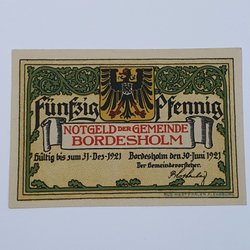 Fünfzig Pfennig
NOTGELD DER GEMEINDE
BORDESHOLM
Gültig bis zum 31·Dez·1921 Bordesholm den 30·Juni 1921
Der Gemeindevorsteher.